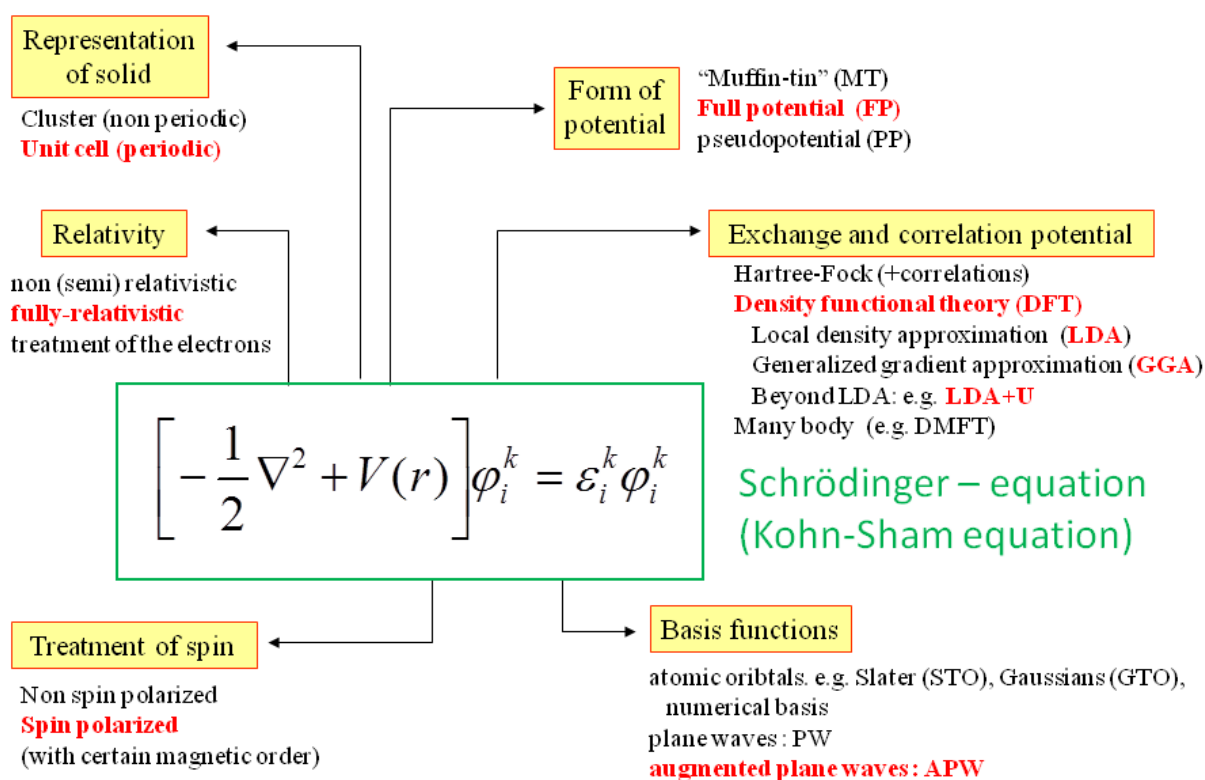 Representation
of solid
Cluster (non periodic)
Unit cell (periodic)
Form of
potential
“Muffin-tin” (MT)
Full potential (FP)
pseudopotential (PP)
Relativity
non (semi) relativistic
fully-relativistic
treatment of the electrons
Exchange and correlation potential
Hartree-Fock (+correlations)
Density functional theory (DFT)
Local density approximation (LDA)
Generalized gradient approximation (GGA)
Beyond LDA: e.g. LDA+U
Many body (e.g. DMFT)
[-1/2 ∇² + V(r)] φ_i^k = ε_i^k φ_i^k
Schrödinger – equation
(Kohn-Sham equation)
Treatment of spin
Non spin polarized
Spin polarized
(with certain magnetic order)
Basis functions
atomic oribtals. e.g. Slater (STO), Gaussians (GTO),
numerical basis
plane waves : PW
augmented plane waves : APW